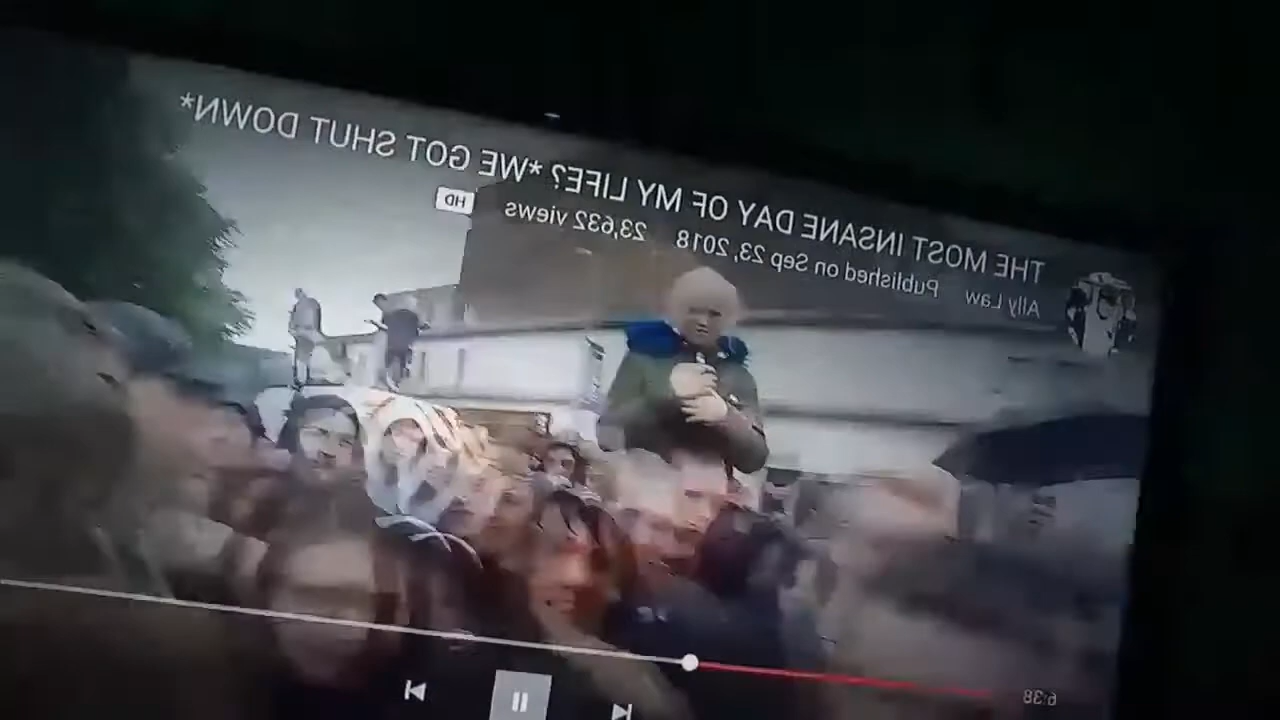 THE MOST INSANE DAY OF MY LIFE? *WE GOT SHUT DOWN*
Ally Law Published on Sep 23, 2018 23,632 views HD
6:38